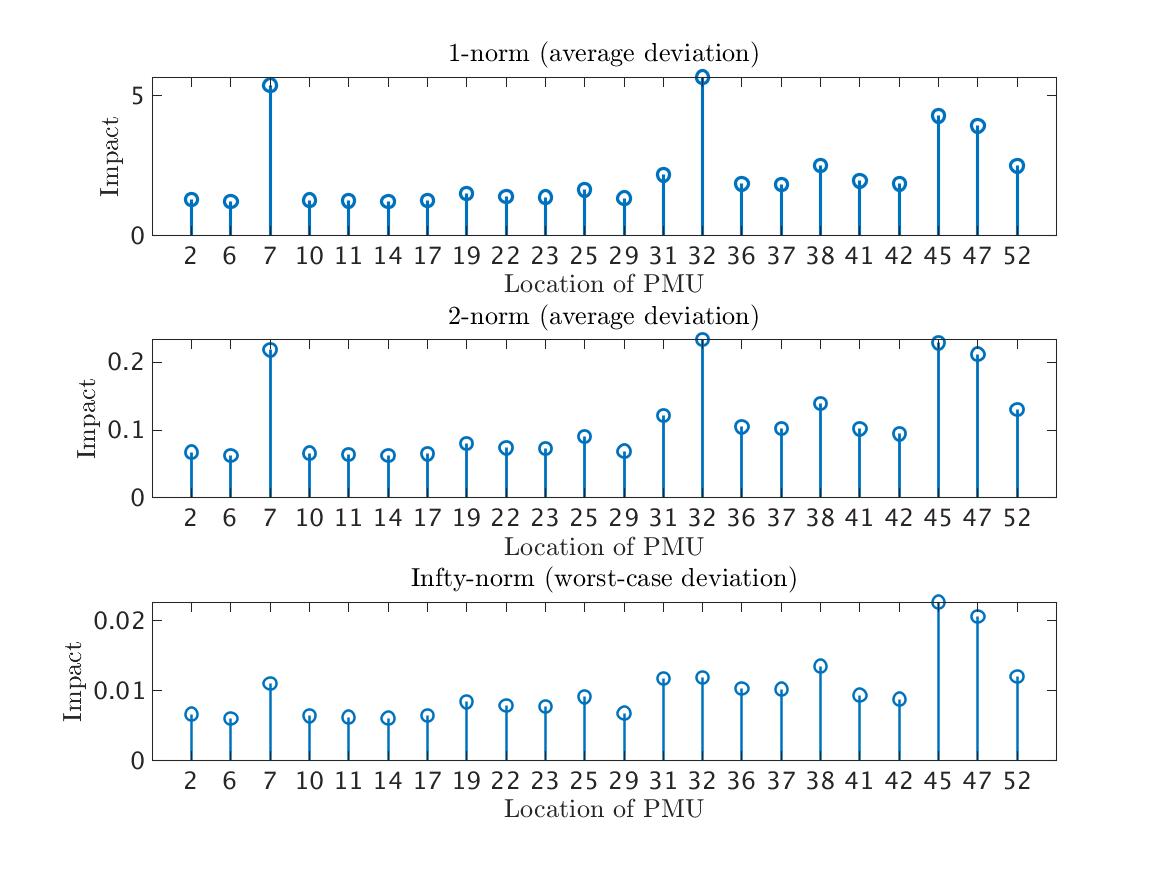 1-norm (average deviation)
5
0
Impact
2 6 7 10 11 14 17 19 22 23 25 29 31 32 36 37 38 41 42 45 47 52
Location of PMU
2-norm (average deviation)
0.2
0.1
0
Impact
2 6 7 10 11 14 17 19 22 23 25 29 31 32 36 37 38 41 42 45 47 52
Location of PMU
Infty-norm (worst-case deviation)
0.02
0.01
0
Impact
2 6 7 10 11 14 17 19 22 23 25 29 31 32 36 37 38 41 42 45 47 52
Location of PMU